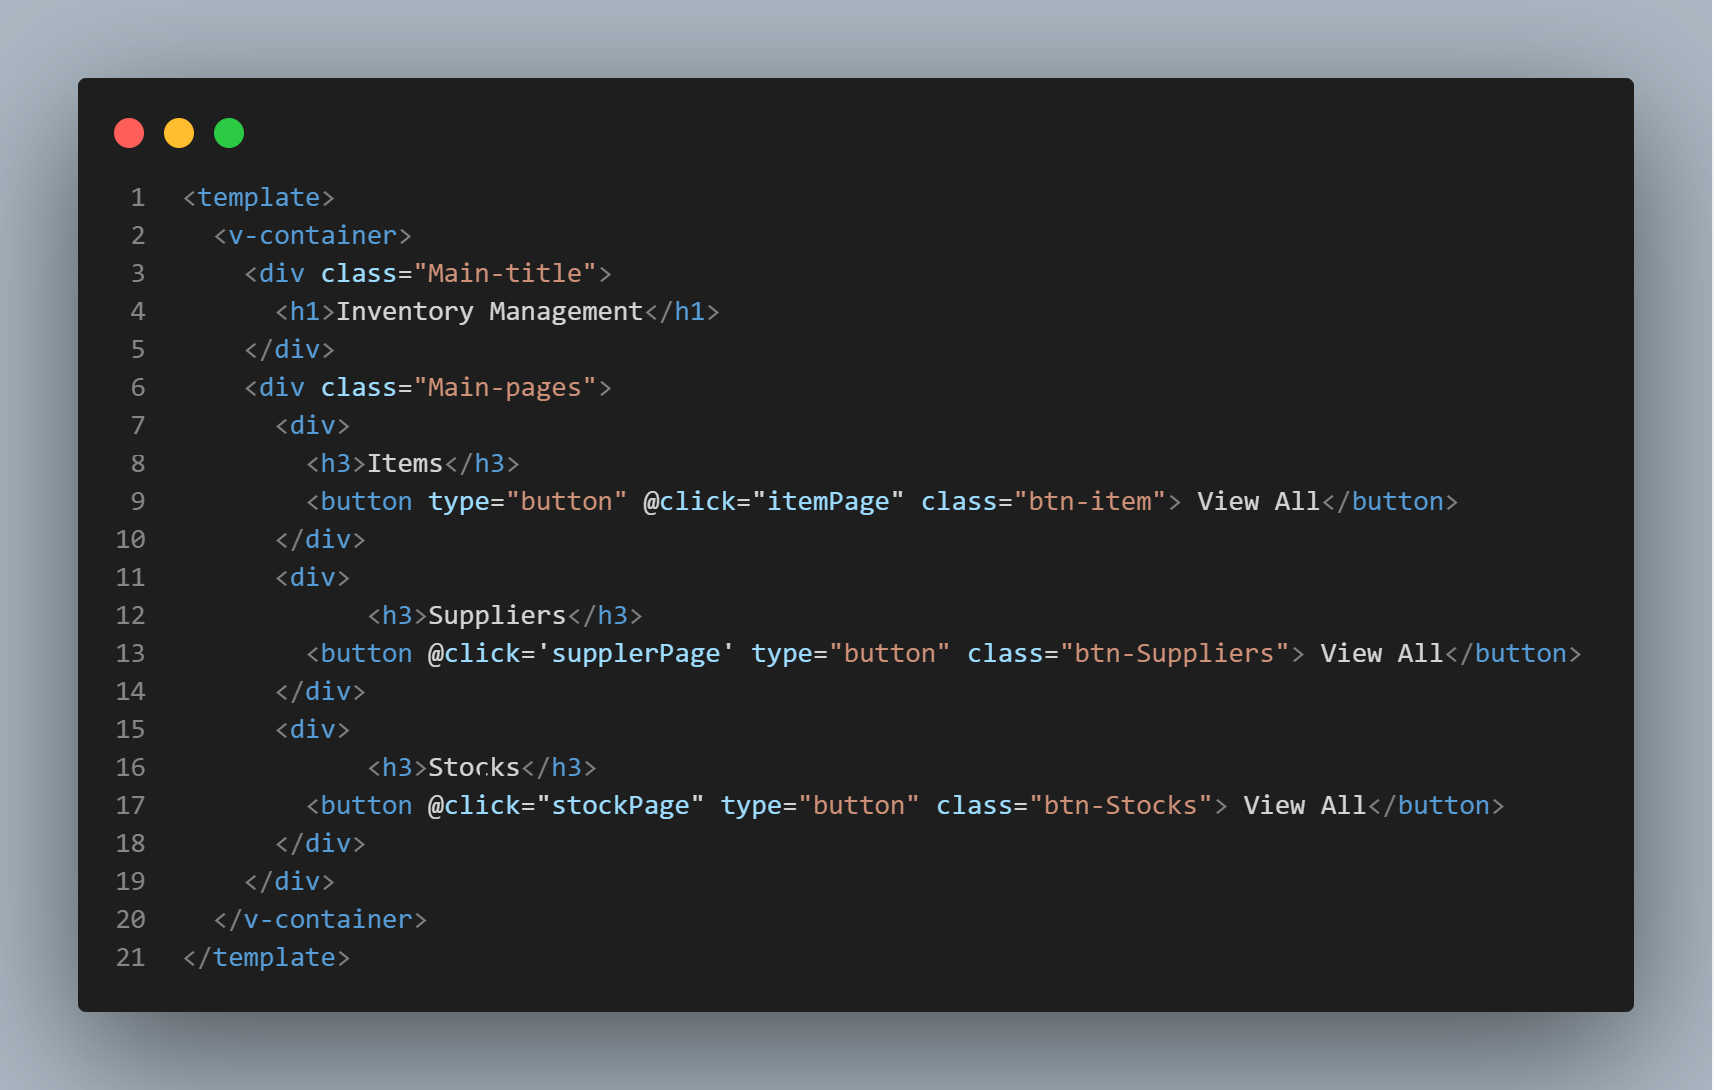 1 <template>
2   <v-container>
3     <div class="Main-title">
4       <h1>Inventory Management</h1>
5     </div>
6     <div class="Main-pages">
7       <div>
8         <h3>Items</h3>
9         <button type="button" @click="itemPage" class="btn-item"> View All</button>
10       </div>
11       <div>
12             <h3>Suppliers</h3>
13         <button @click='supplerPage' type="button" class="btn-Suppliers"> View All</button>
14       </div>
15       <div>
16             <h3>Stocks</h3>
17         <button @click="stockPage" type="button" class="btn-Stocks"> View All</button>
18       </div>
19     </div>
20   </v-container>
21 </template>